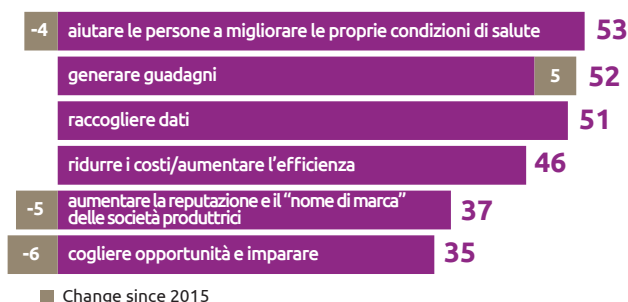 -4 aiutare le persone a migliorare le proprie condizioni di salute 53
generare guadagni 5 52
raccogliere dati 51
ridurre i costi/aumentare l'efficienza 46
-5 aumentare la reputazione e il "nome di marca"
delle società produttrici 37
-6 cogliere opportunità e imparare 35
Change since 2015